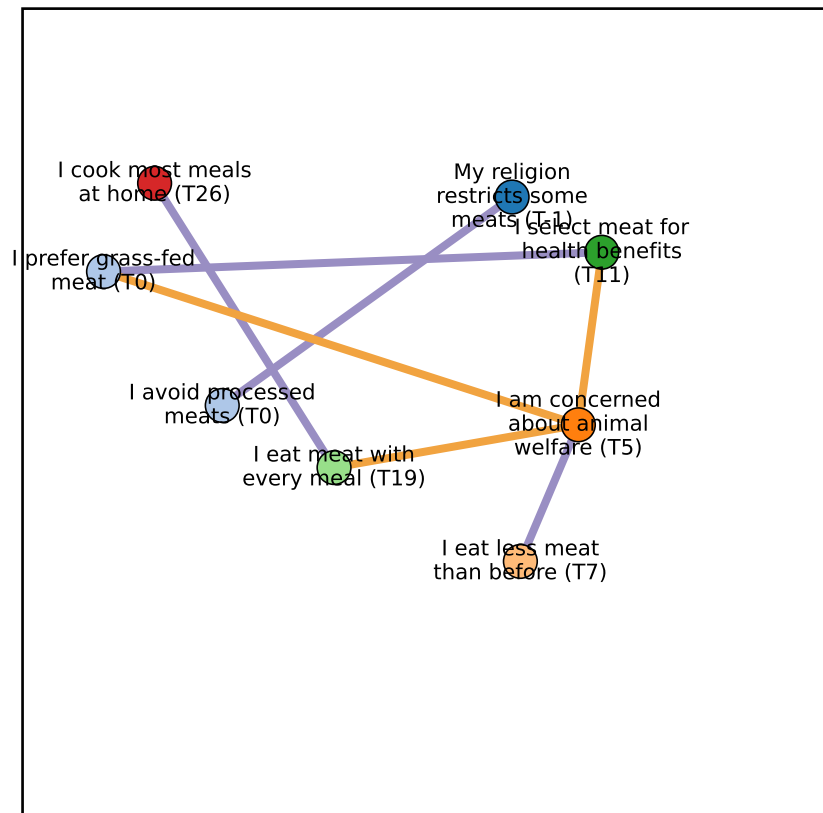 I cook most meals
at home (T26)
My religion
restricts some
meats (T-1)
I select meat for
health benefits
(T11)
I prefer grass-fed
meat (T0)
I avoid processed
meats (T0)
I am concerned
about animal
welfare (T5)
I eat meat with
every meal (T19)
I eat less meat
than before (T7)